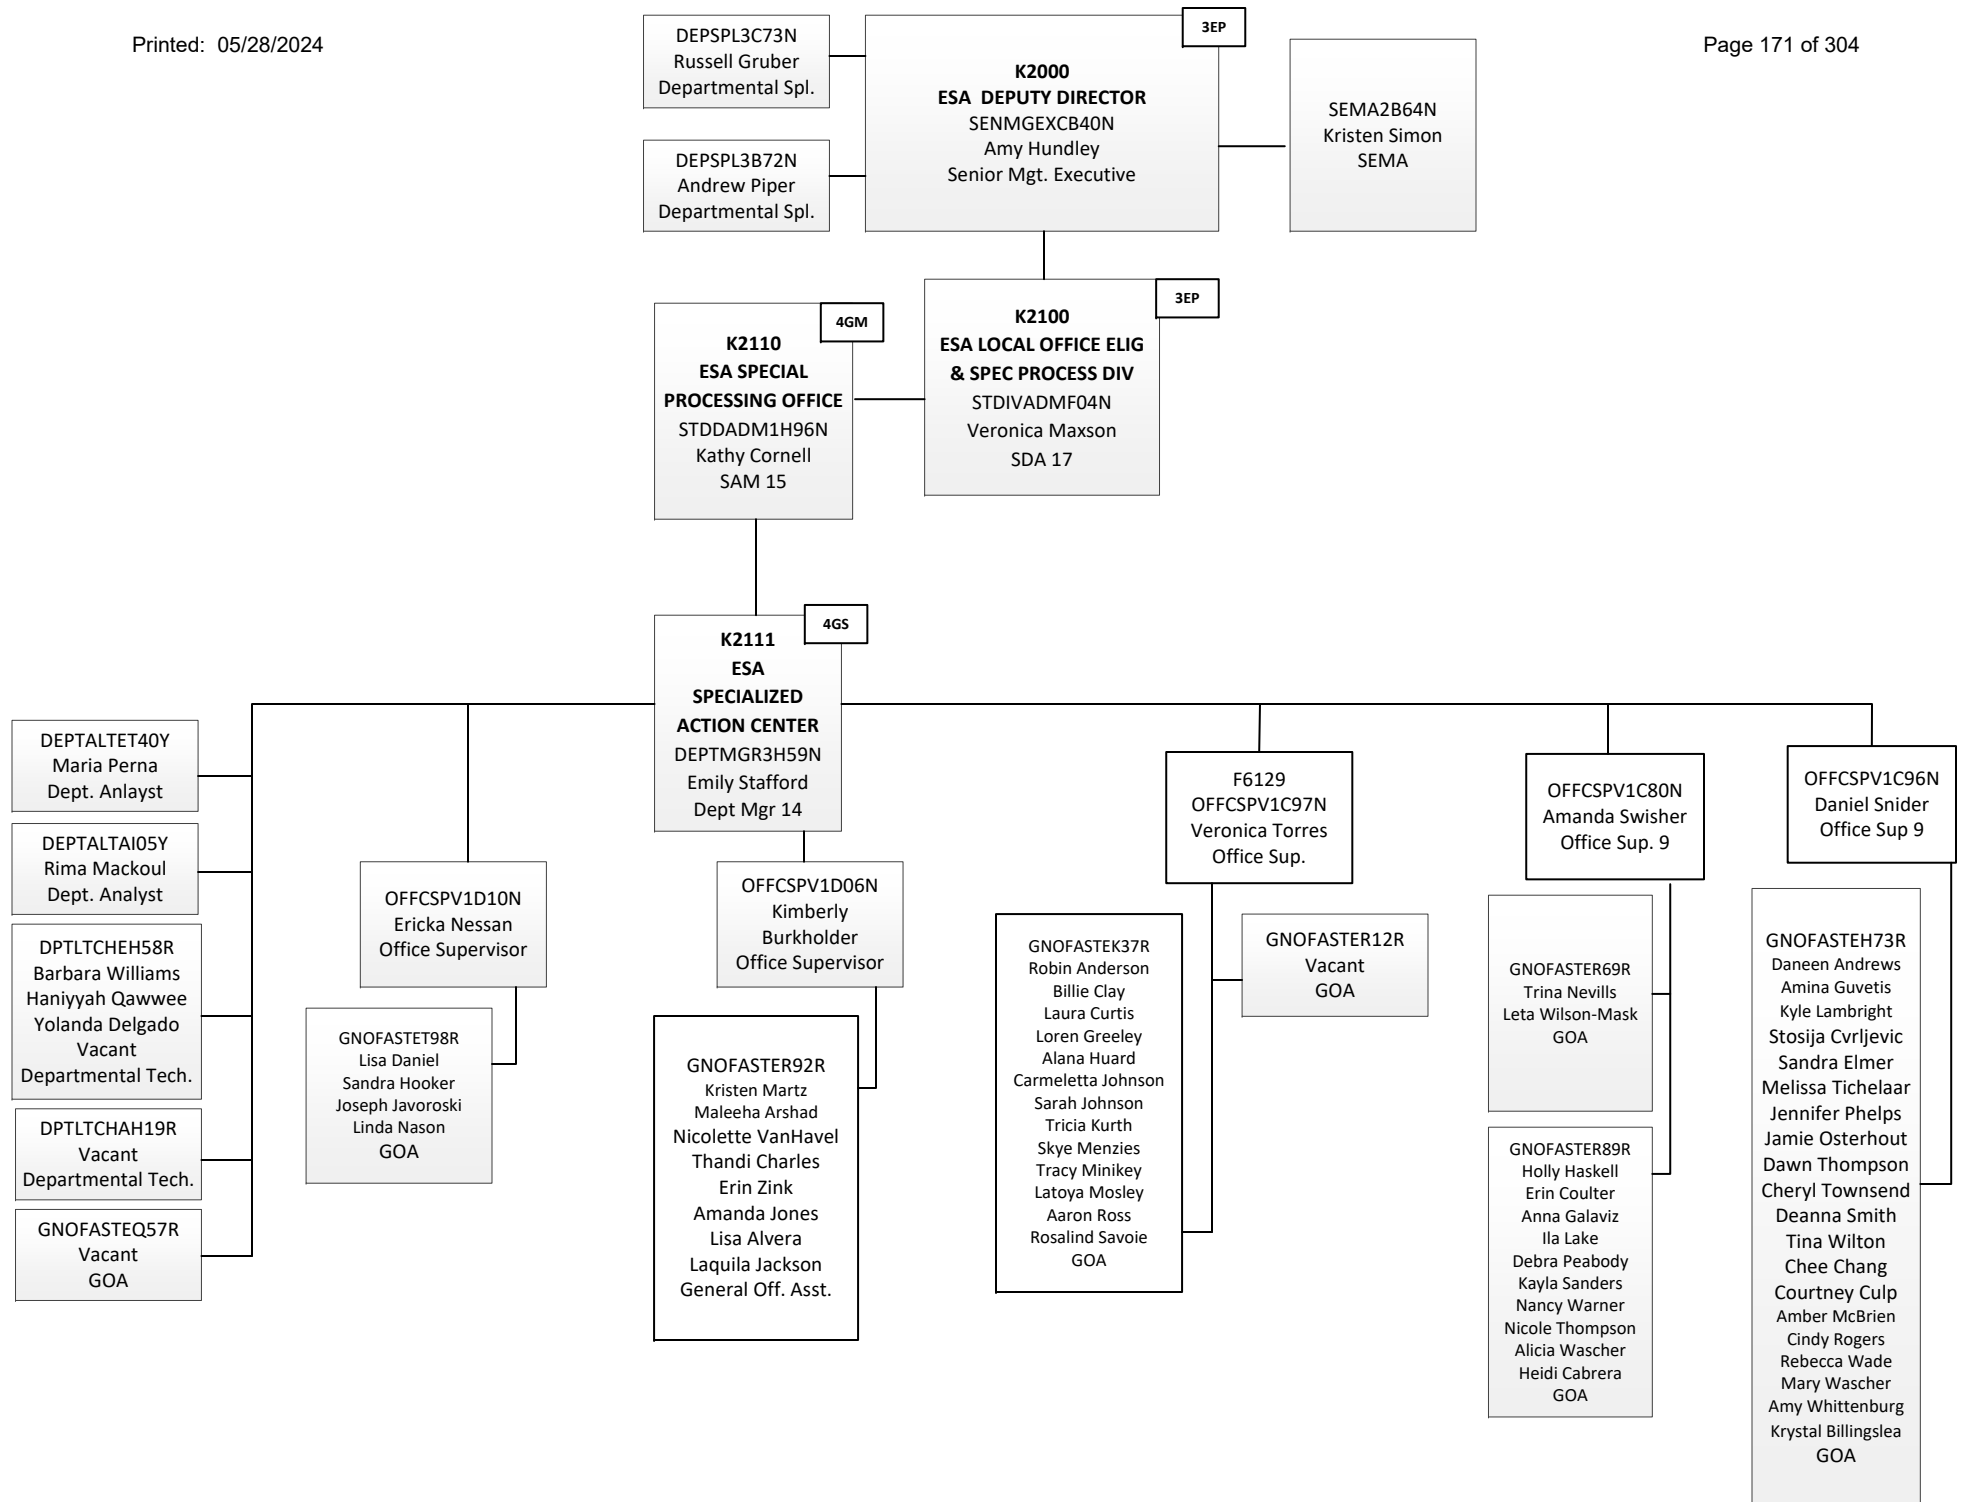 Printed: 05/28/2024
Page 171 of 304
DEPSPL3C73N
Russell Gruber
Departmental Spl.
DEPSPL3B72N
Andrew Piper
Departmental Spl.
3EP
K2000
ESA DEPUTY DIRECTOR
SENMGEXCB40N
Amy Hundley
Senior Mgt. Executive
SEMA2B64N
Kristen Simon
SEMA
4GM
K2110
ESA SPECIAL
PROCESSING OFFICE
STDDADM1H96N
Kathy Cornell
SAM 15
3EP
K2100
ESA LOCAL OFFICE ELIG
& SPEC PROCESS DIV
STDIVADMF04N
Veronica Maxson
SDA 17
4GS
K2111
ESA
SPECIALIZED
ACTION CENTER
DEPTMGR3H59N
Emily Stafford
Dept Mgr 14
DEPTALTET40Y
Maria Perna
Dept. Anlayst
DEPTALTAI05Y
Rima Mackoul
Dept. Analyst
DPTLTCHEH58R
Barbara Williams
Haniyyah Qawwee
Yolanda Delgado
Vacant
Departmental Tech.
DPTLTCHAH19R
Vacant
Departmental Tech.
GNOFASTEQ57R
Vacant
GOA
OFFCSPV1D10N
Ericka Nessan
Office Supervisor
GNOFASTET98R
Lisa Daniel
Sandra Hooker
Joseph Javoroski
Linda Nason
GOA
OFFCSPV1D06N
Kimberly
Burkholder
Office Supervisor
GNOFASTER92R
Kristen Martz
Maleeha Arshad
Nicolette VanHavel
Thandi Charles
Erin Zink
Amanda Jones
Lisa Alvera
Laquila Jackson
General Off. Asst.
F6129
OFFCSPV1C97N
Veronica Torres
Office Sup.
GNOFASTEK37R
Robin Anderson
Billie Clay
Laura Curtis
Loren Greeley
Alana Huard
Carmeletta Johnson
Sarah Johnson
Tricia Kurth
Skye Menzies
Tracy Minikey
Latoya Mosley
Aaron Ross
Rosalind Savoie
GOA
GNOFASTER12R
Vacant
GOA
OFFCSPV1C80N
Amanda Swisher
Office Sup. 9
GNOFASTER69R
Trina Nevills
Leta Wilson-Mask
GOA
GNOFASTER89R
Holly Haskell
Erin Coulter
Anna Galaviz
Ila Lake
Debra Peabody
Kayla Sanders
Nancy Warner
Nicole Thompson
Alicia Wascher
Heidi Cabrera
GOA
OFFCSPV1C96N
Daniel Snider
Office Sup 9
GNOFASTEH73R
Daneen Andrews
Amina Guvetis
Kyle Lambright
Stosija Cvrljevic
Sandra Elmer
Melissa Tichelaar
Jennifer Phelps
Jamie Osterhout
Dawn Thompson
Cheryl Townsend
Deanna Smith
Tina Wilton
Chee Chang
Courtney Culp
Amber McBrien
Cindy Rogers
Rebecca Wade
Mary Wascher
Amy Whittenburg
Krystal Billingslea
GOA